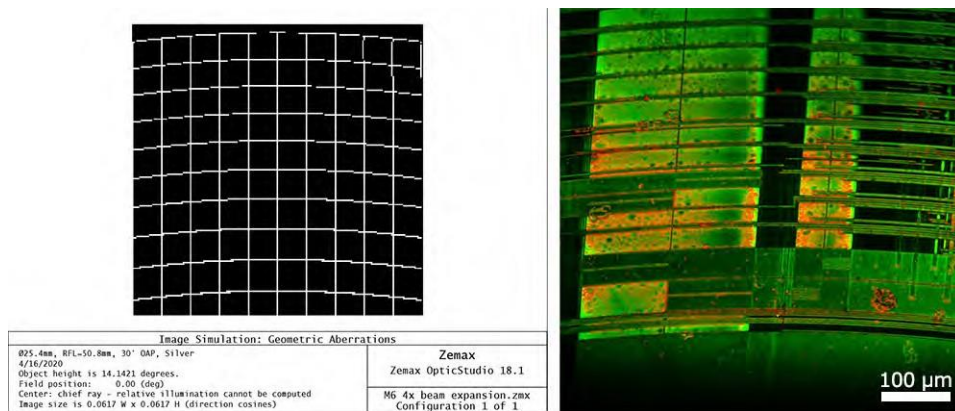 Image Simulation: Geometric Aberrations
Ø25.4mm, RFL=50.8mm, 30° OAP, Silver
4/16/2020
Object height is 14.1421 degrees.
Field position: 0.00 (deg)
Center: chief ray - relative illumination cannot be computed
Image size is 0.0617 W x 0.0617 H (direction cosines)
Zemax
Zemax OpticStudio 18.1
M6 4x beam expansion.zmx
Configuration 1 of 1
100 µm